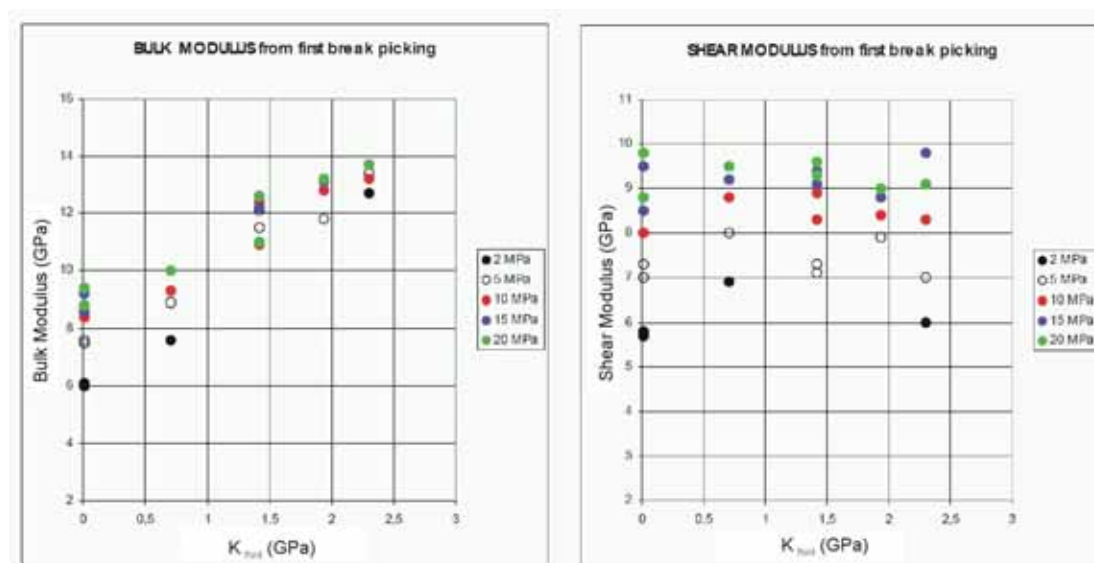 BULK MODULUS from first break picking
16
14
12
10
8
6
4
2
Bulk Modulus (GPa)
0 0,5 1 1,5 2 2,5 3
K fluid (GPa)
2 MPa
5 MPa
10 MPa
15 MPa
20 MPa
SHEAR MODULUS from first break picking
11
10
9
8
7
6
5
4
3
2
Shear Modulus (GPa)
0 0,5 1 1,5 2 2,5 3
K fluid (GPa)
2 MPa
5 MPa
10 MPa
15 MPa
20 MPa